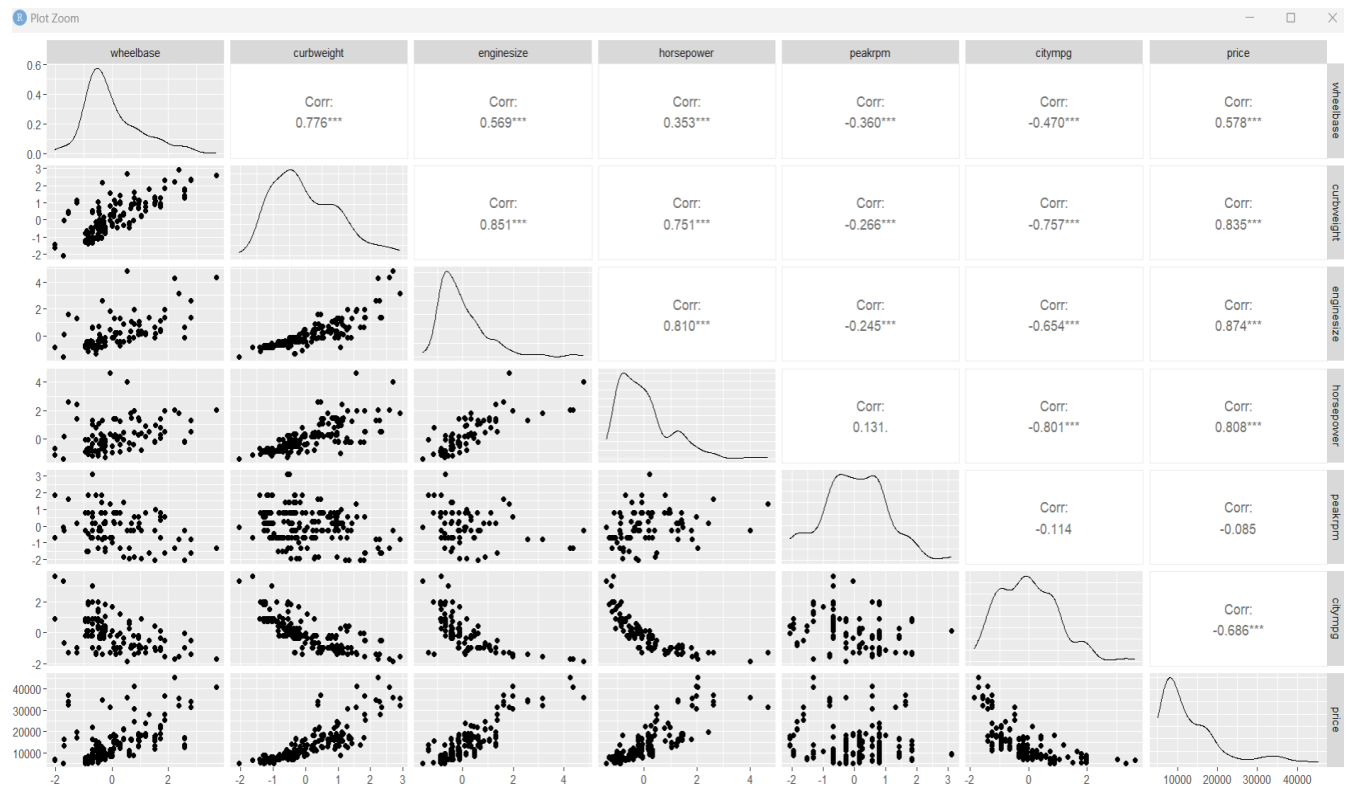 R Plot Zoom
wheelbase curbweight enginesize horsepower peakrpm citympg price
0.6
0.4
0.2
0.0
Corr:
0.776***
Corr:
0.569***
Corr:
0.353***
Corr:
-0.360***
Corr:
-0.470***
Corr:
0.578***
wheelbase
3
2
1
0
-1
-2
Corr:
0.851***
Corr:
0.751***
Corr:
-0.266***
Corr:
-0.757***
Corr:
0.835***
curbweight
4
2
0
Corr:
0.810***
Corr:
-0.245***
Corr:
-0.654***
Corr:
0.874***
enginesize
4
2
0
Corr:
0.131.
Corr:
-0.801***
Corr:
0.808***
horsepower
3
2
1
0
-1
-2
Corr:
-0.114
Corr:
-0.085
peakrpm
4
2
0
-2
Corr:
-0.686***
citympg
40000
30000
20000
10000
price
-2 0 2 -2 -1 0 1 2 3 0 2 4 0 2 4 -2 -1 0 1 2 3 -2 0 2 10000 20000 30000 40000